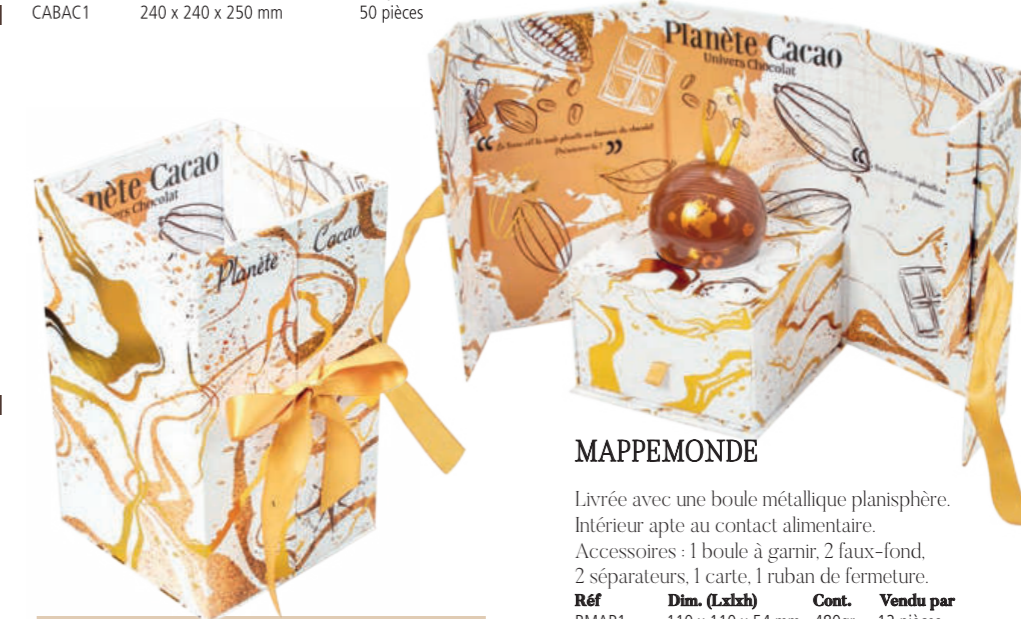 CABAC1 240 x 240 x 250 mm 50 pièces
Planète Cacao
Univers Chocolat
nète Cacao
vers Chocolat
Planète Cacao
MAPPEMONDE
Livrée avec une boule métallique planisphère.
Intérieur apte au contact alimentaire.
Accessoires : 1 boule à garnir, 2 faux-fond,
2 séparateurs, 1 carte, 1 ruban de fermeture.
Réf Dim. (Lxlxh) Cont. Vendu par